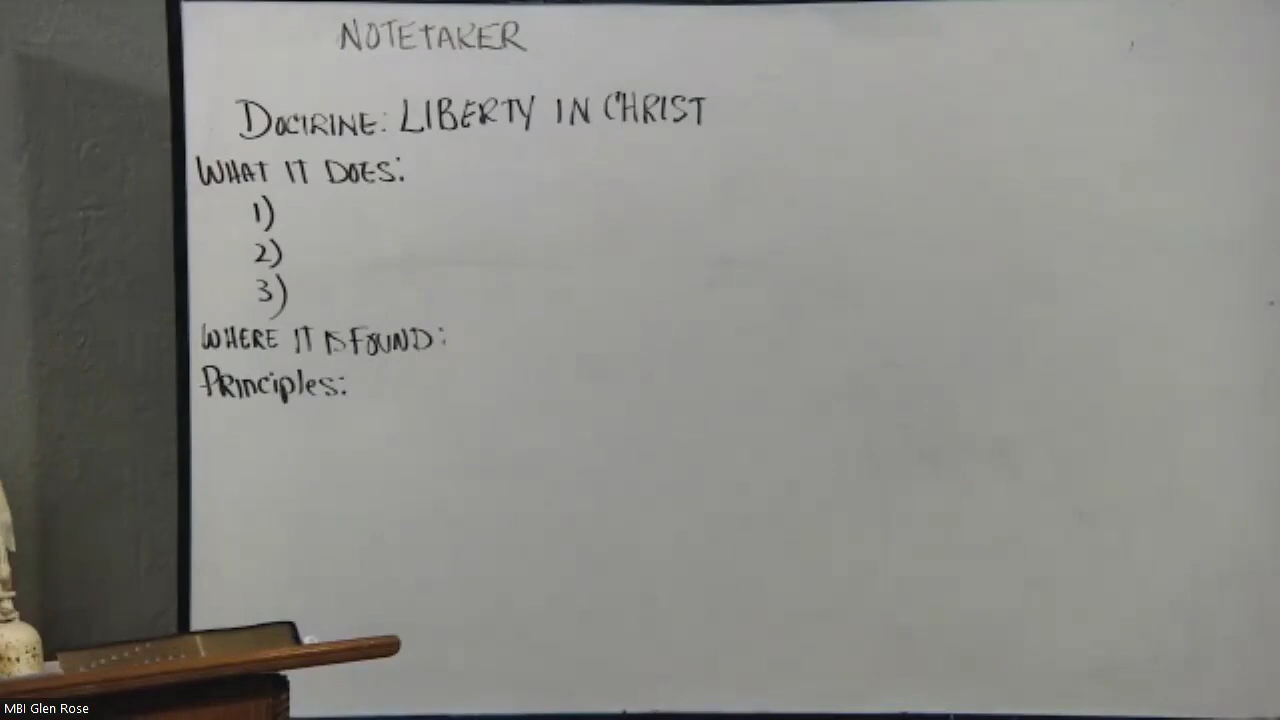 NOTETAKER
DOCTRINE: LIBERTY IN CHRIST
WHAT IT DOES:
1)
2)
3)
WHERE IT IS FOUND:
PRINciples:
MBI Glen Rose